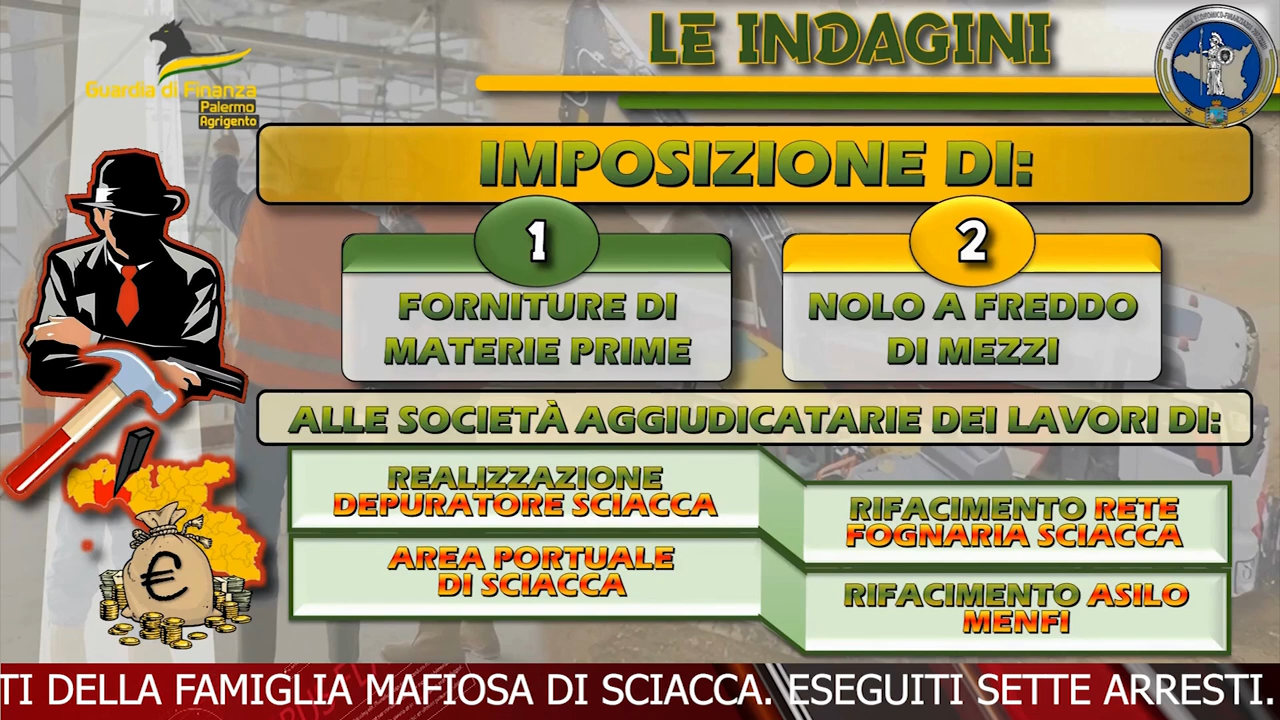 LE INDAGINI
Guardia di Finanza
Palermo
Agrigento
IMPOSIZIONE DI:
1
FORNITURE DI
MATERIE PRIME
2
NOLO A FREDDO
DI MEZZI
ALLE SOCIETÀ AGGIUDICATARIE DEI LAVORI DI:
REALIZZAZIONE
DEPURATORE SCIACCA
RIFACIMENTO RETE
FOGNARIA SCIACCA
AREA PORTUALE
DI SCIACCA
RIFACIMENTO ASILO
MENFI
€
TI DELLA FAMIGLIA MAFIOSA DI SCIACCA. ESEGUITI SETTE ARRESTI.